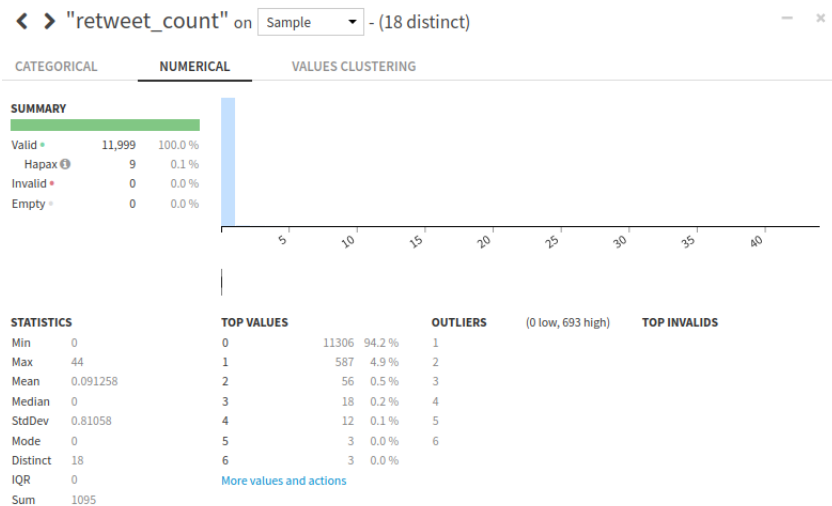 "retweet_count" on Sample - (18 distinct)
CATEGORICAL NUMERICAL VALUES CLUSTERING
SUMMARY
Valid 11,999 100.0 %
Hapax 9 0.1 %
Invalid 0 0.0 %
Empty 0 0.0 %
5 10 15 20 25 30 35 40
STATISTICS
Min 0
Max 44
Mean 0.091258
Median 0
StdDev 0.81058
Mode 0
Distinct 18
IQR 0
Sum 1095
TOP VALUES
0 11306 94.2 %
1 587 4.9 %
2 56 0.5 %
3 18 0.2 %
4 12 0.1 %
5 3 0.0 %
6 3 0.0 %
More values and actions
OUTLIERS (0 low, 693 high)
1
2
3
4
5
6
TOP INVALIDS